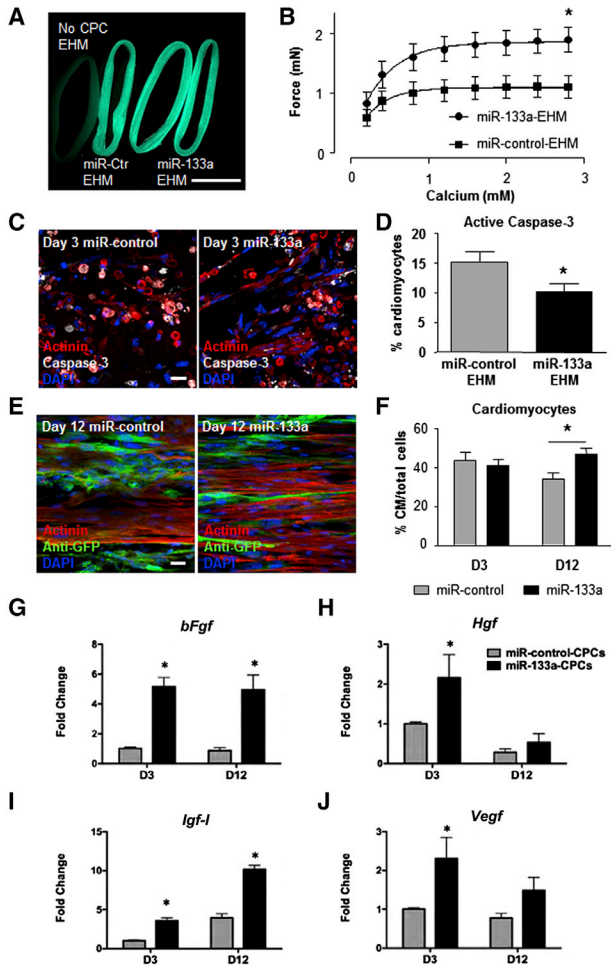 A
No CPC
EHM
miR-Ctr
EHM
miR-133a
EHM
B
Force (mN)
2
1
0
*
miR-133a-EHM
miR-control-EHM
0 1 2 3
Calcium (mM)
C
Day 3 miR-control
Day 3 miR-133a
Actinin
Caspase-3
DAPI
Actinin
Caspase-3
DAPI
D
Active Caspase-3
% cardiomyocytes
20
15
10
5
0
*
miR-control
EHM
miR-133a
EHM
E
Day 12 miR-control
Day 12 miR-133a
Actinin
Anti-GFP
DAPI
Actinin
Anti-GFP
DAPI
F
Cardiomyocytes
% CM/total cells
60
40
20
0
*
D3 D12
miR-control miR-133a
G
bFgf
Fold Change
8
6
4
2
0
* *
D3 D12
H
Hgf
Fold Change
3
2
1
0
*
miR-control-CPCs
miR-133a-CPCs
D3 D12
I
Igf-I
Fold Change
15
10
5
0
* *
D3 D12
J
Vegf
Fold Change
3
2
1
0
*
D3 D12